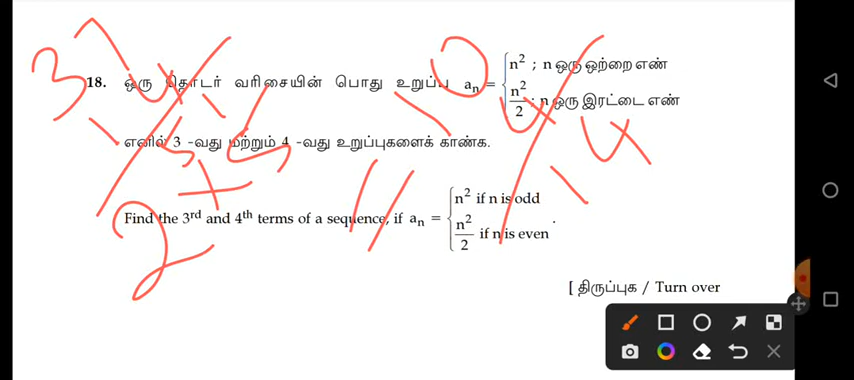 18. ஒரு தொடர் வரிசையின் பொது உறுப்பு aₙ = { n² ; n ஒரு ஒற்றை எண்
n²/2 ; n ஒரு இரட்டை எண்
எனில் 3 -வது மற்றும் 4 -வது உறுப்புகளைக் காண்க.
Find the 3rd and 4th terms of a sequence, if aₙ = { n² if n is odd
n²/2 if n is even .
[ திருப்புக / Turn over